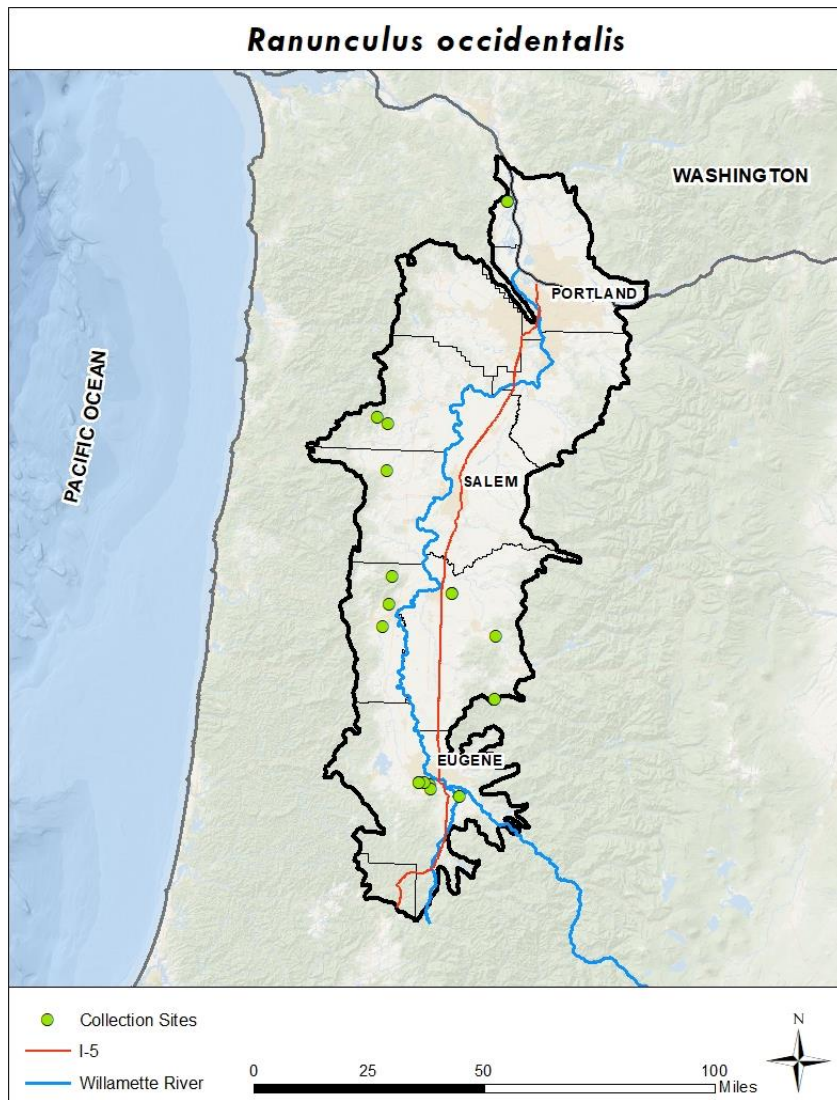 Ranunculus occidentalis
WASHINGTON
PORTLAND
PACIFIC OCEAN
SALEM
EUGENE
Collection Sites
I-5
Willamette River
0 25 50 100
Miles
N